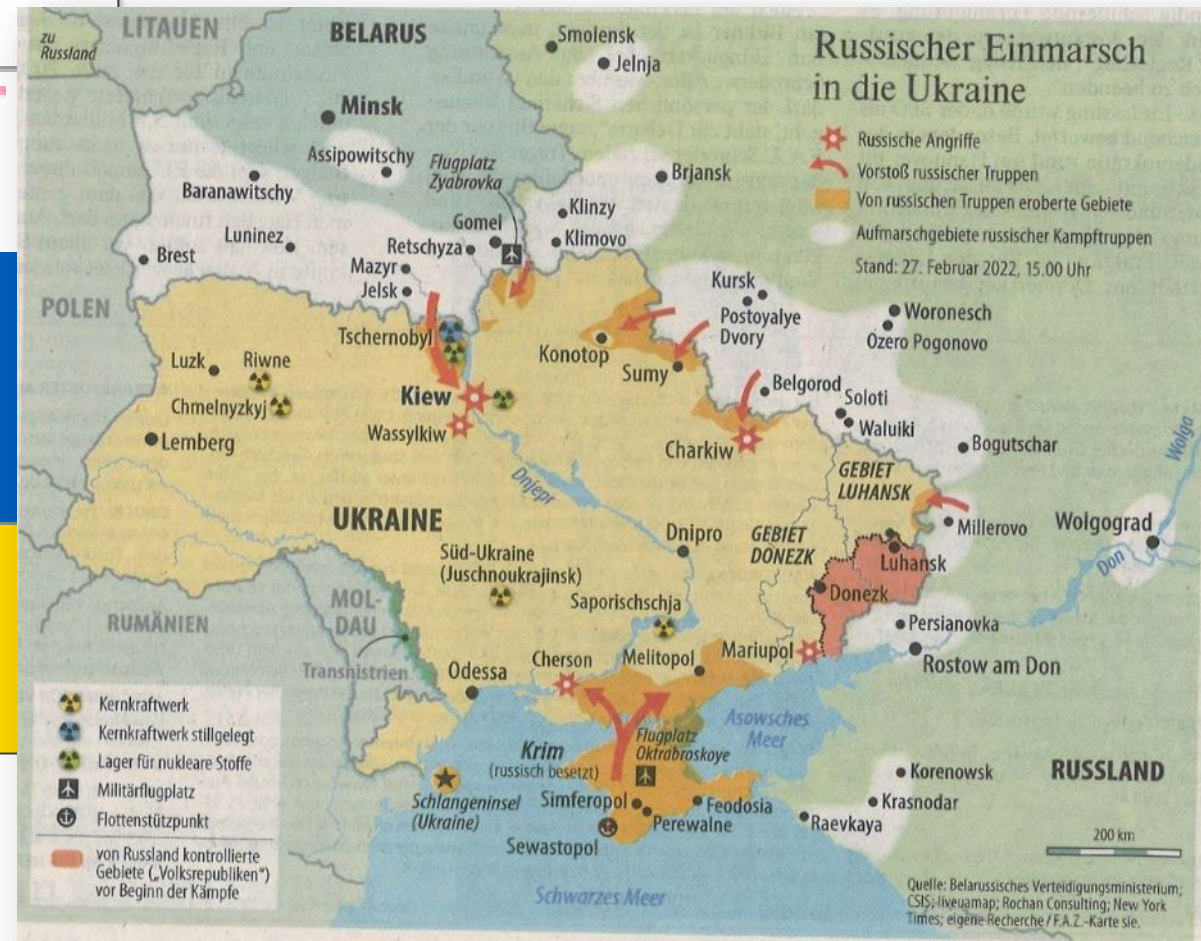 Russischer Einmarsch
in die Ukraine
Russische Angriffe
Vorstoß russischer Truppen
Von russischen Truppen eroberte Gebiete
Aufmarschgebiete russischer Kampftruppen
Stand: 27. Februar 2022, 15.00 Uhr
zu
Russland
LITAUEN
BELARUS
Smolensk
Jelnja
Minsk
Assipowitschy
Flugplatz
Zyabrovka
Brjansk
Baranawitschy
Klinzy
Gomel
Luninez
Retschyza
Klimovo
Brest
Mazyr
Jelsk
Kursk
Postoyalye
Dvory
Woronesch
Ozero Pogonovo
POLEN
Tschernobyl
Konotop
Luzk
Riwne
Sumy
Belgorod
Soloti
Chmelnyzkyj
Kiew
Waluiki
Wassylkiw
Lemberg
Charkiw
Bogutschar
Wolga
GEBIET
LUHANSK
Dnjepr
UKRAINE
Millerovo
Wolgograd
Dnipro
GEBIET
DONEZK
Don
Süd-Ukraine
(Juschnoukrajinsk)
Luhansk
Saporischschja
Donezk
MOL-
DAU
RUMÄNIEN
Persianovka
Mariupol
Transnistrien
Odessa
Cherson
Melitopol
Rostow am Don
Asowsches
Meer
Flugplatz
Oktrabroskoye
Krim
(russisch besetzt)
Korenowsk
RUSSLAND
Schlangeninsel
(Ukraine)
Simferopol
Feodosia
Krasnodar
Perewalne
Raevkaya
Sewastopol
200 km
Schwarzes Meer
Kernkraftwerk
Kernkraftwerk stillgelegt
Lager für nukleare Stoffe
Militärflugplatz
Flottenstützpunkt
von Russland kontrollierte
Gebiete („Volksrepubliken“)
vor Beginn der Kämpfe
Quelle: Belarussisches Verteidigungsministerium;
CSIS; liveuamap; Rochan Consulting; New York
Times; eigene Recherche / F.A.Z.-Karte sie.